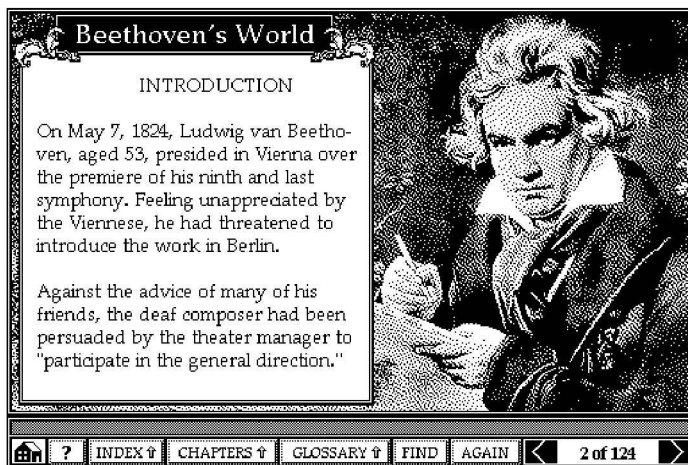 Beethoven's World
INTRODUCTION
On May 7, 1824, Ludwig van Beetho-
ven, aged 53, presided in Vienna over
the premiere of his ninth and last
symphony. Feeling unappreciated by
the Viennese, he had threatened to
introduce the work in Berlin.
Against the advice of many of his
friends, the deaf composer had been
persuaded by the theater manager to
"participate in the general direction."
? INDEX⇧ CHAPTERS⇧ GLOSSARY⇧ FIND AGAIN 2 of 124